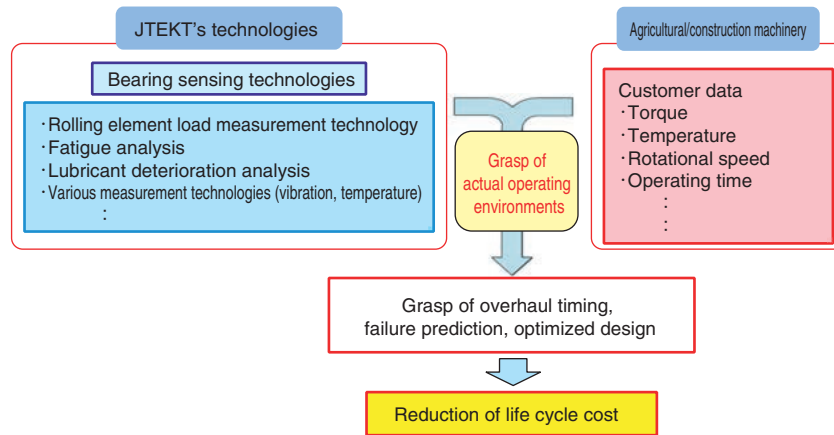 JTEKT's technologies
Bearing sensing technologies
·Rolling element load measurement technology
·Fatigue analysis
·Lubricant deterioration analysis
·Various measurement technologies (vibration, temperature)
:
Grasp of
actual operating
environments
Agricultural/construction machinery
Customer data
·Torque
·Temperature
·Rotational speed
·Operating time
:
:
Grasp of overhaul timing,
failure prediction, optimized design
Reduction of life cycle cost